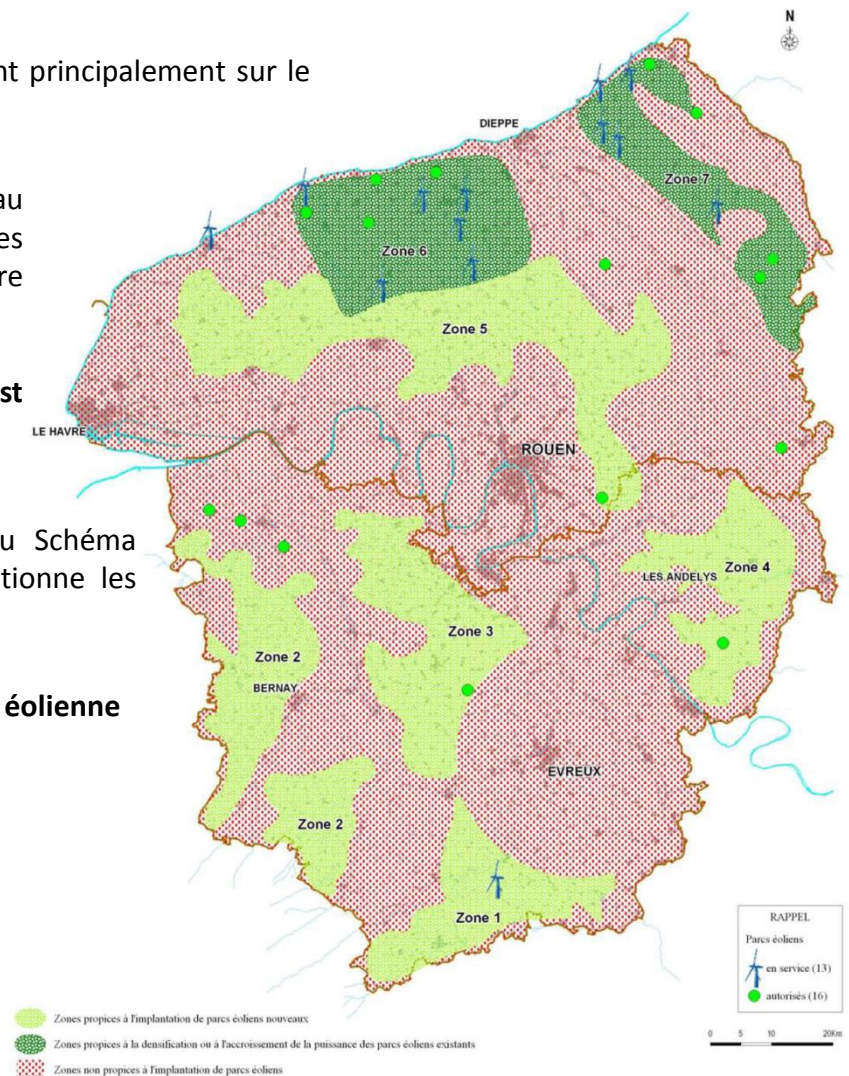 nt principalement sur le
au
es
re
st
u Schéma
tionne les
éolienne
N
DIEPPE
Zone 7
Zone 6
Zone 5
LE HAVRE
ROUEN
LES ANDELYS
Zone 4
Zone 3
Zone 2
BERNAY
EVREUX
Zone 2
Zone 1
RAPPEL
Parcs éoliens
en service (13)
autorisés (16)
0 5 10 20Km
Zones propices à l'implantation de parcs éoliens nouveaux
Zones propices à la densification ou à l'accroissement de la puissance des parcs éoliens existants
Zones non propices à l'implantation de parcs éoliens